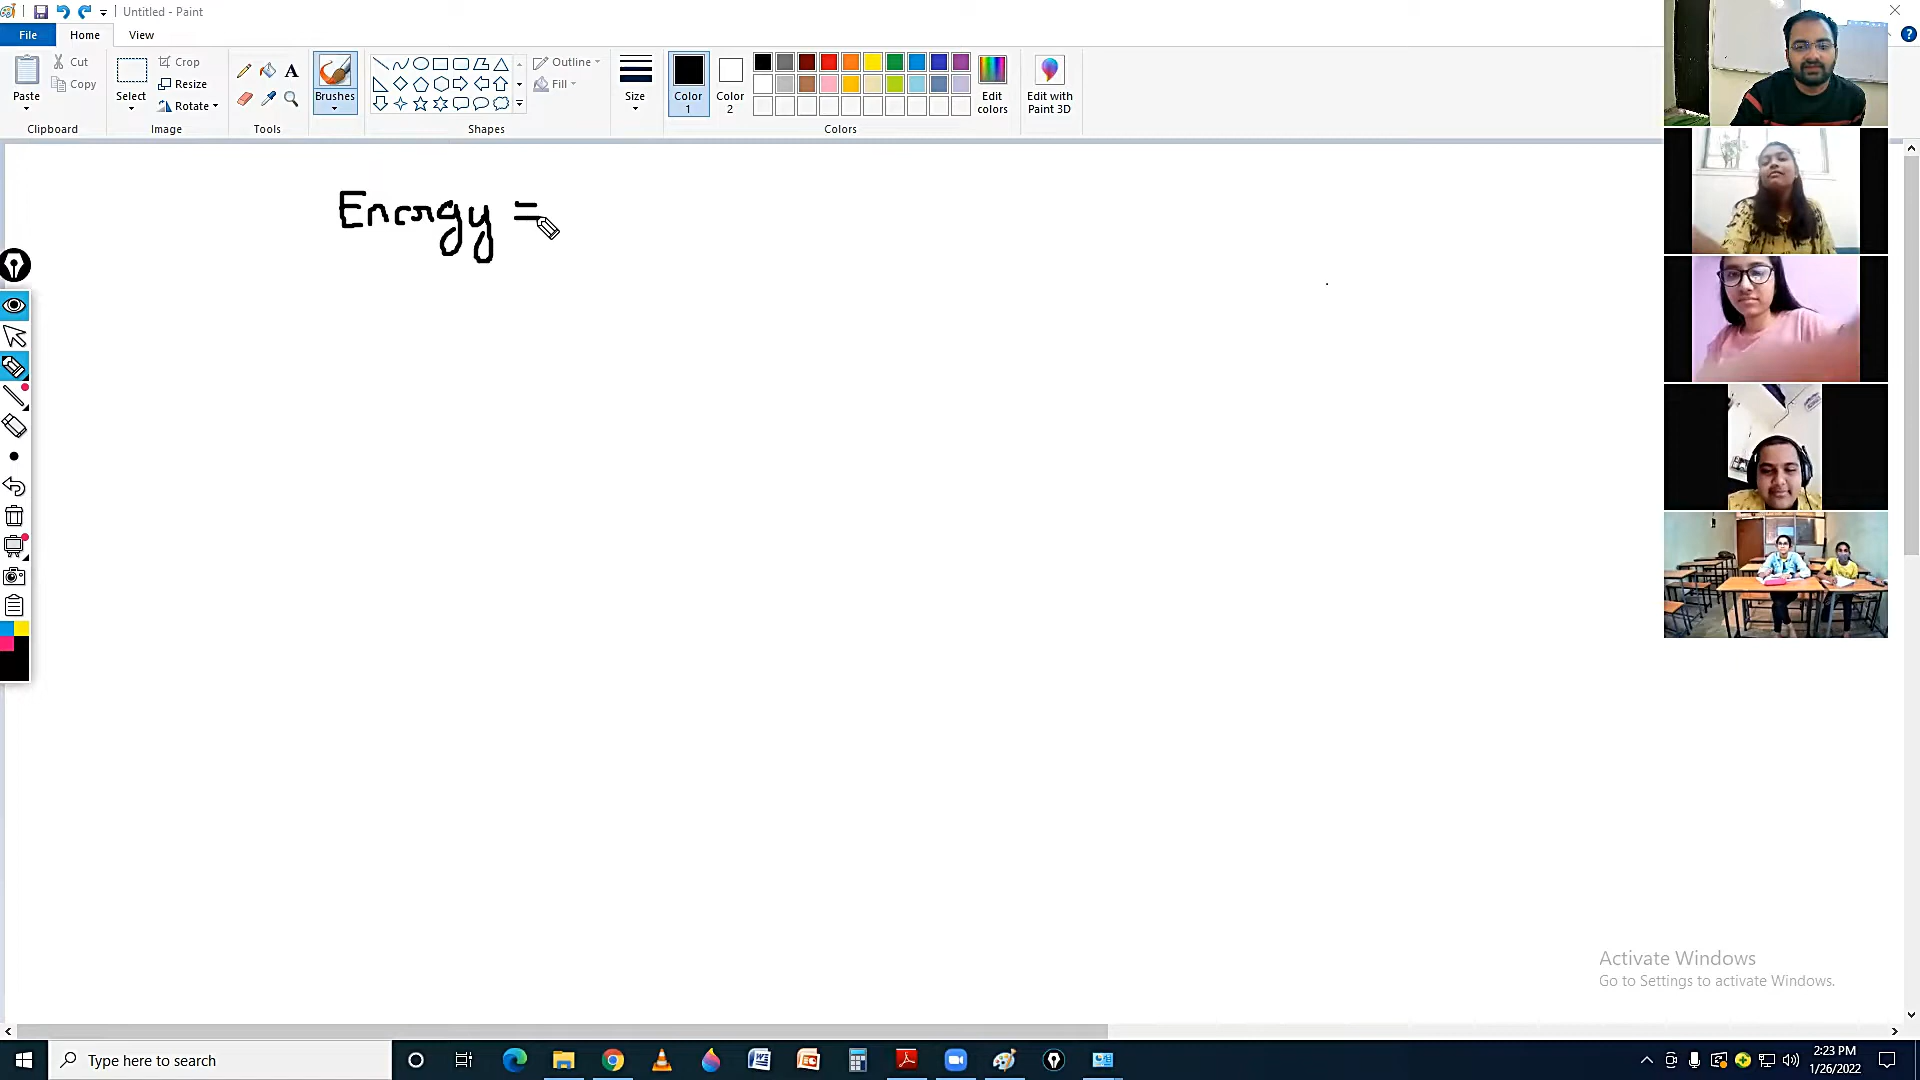 Untitled - Paint
File Home View
Paste
Cut
Copy
Clipboard
Select
Crop
Resize
Rotate
Image
A
Tools
Brushes
Shapes
Outline
Fill
Size
Color 1
Color 2
Colors
Edit colors
Edit with Paint 3D
?
Energy =
Activate Windows
Go to Settings to activate Windows.
Type here to search
2:23 PM
1/26/2022